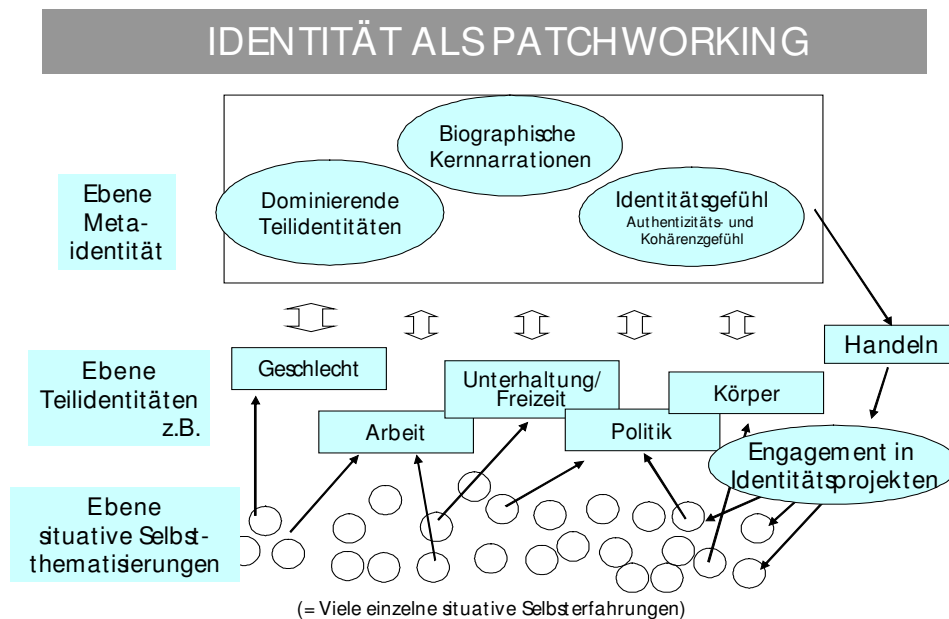 IDENTITÄT ALS PATCHWORKING
Biographische
Kernnarrationen
Ebene
Meta-
identität
Dominierende
Teilidentitäten
Identitätsgefühl
Authentizitäts- und
Kohärenzgefühl
Handeln
Ebene
Teilidentitäten
z.B.
Geschlecht
Arbeit
Unterhaltung/
Freizeit
Politik
Körper
Engagement in
Identitätsprojekten
Ebene
situative Selbst-
thematisierungen
(= Viele einzelne situative Selbsterfahrungen)